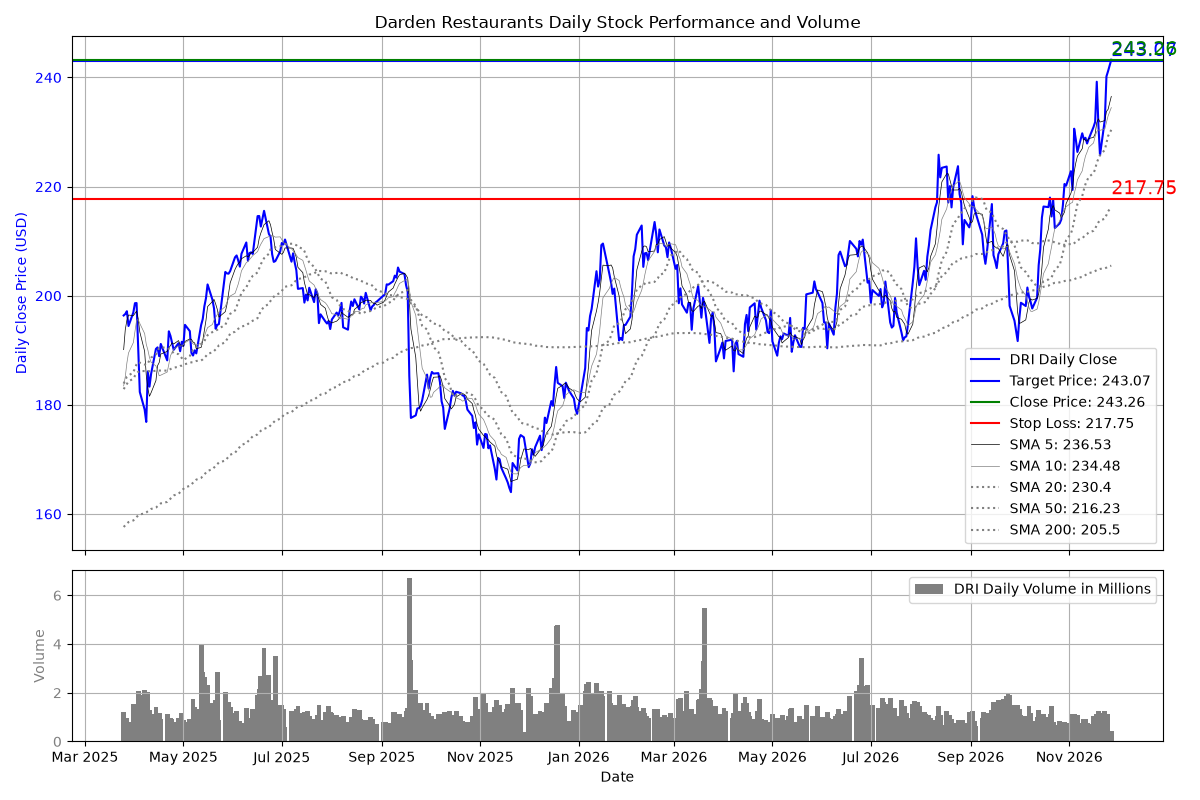 Darden Restaurants Daily Stock Performance and Volume
243.07
243.26
240
220
200
180
160
217.75
Daily Close Price (USD)
DRI Daily Close
Target Price: 243.07
Close Price: 243.26
Stop Loss: 217.75
SMA 5: 236.53
SMA 10: 234.48
SMA 20: 230.4
SMA 50: 216.23
SMA 200: 205.5
DRI Daily Volume in Millions
6
4
2
0
Volume
Mar 2025 May 2025 Jul 2025 Sep 2025 Nov 2025 Jan 2026 Mar 2026 May 2026 Jul 2026 Sep 2026 Nov 2026
Date